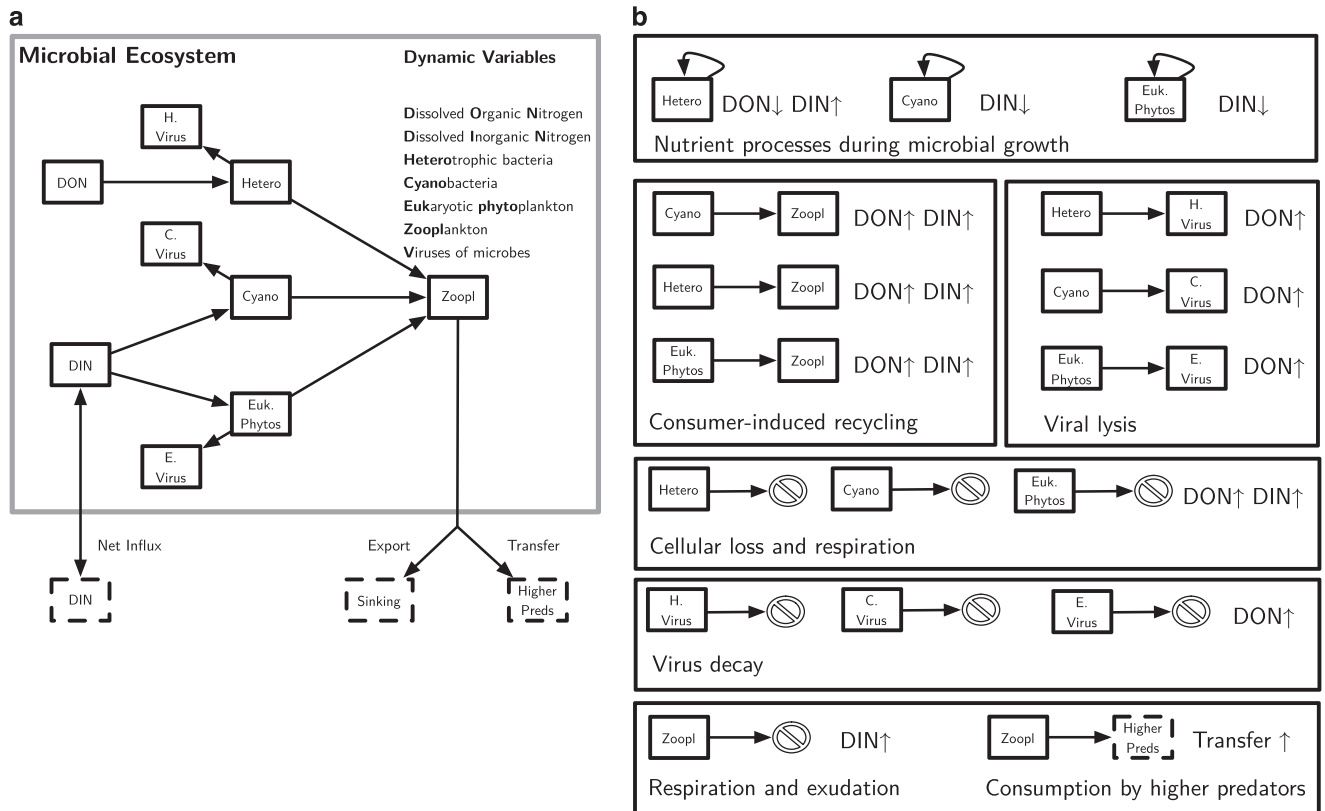 a
Microbial Ecosystem
Dynamic Variables
Dissolved Organic Nitrogen
Dissolved Inorganic Nitrogen
Heterotrophic bacteria
Cyanobacteria
Eukaryotic phytoplankton
Zooplankton
Viruses of microbes
H.
Virus
DON
Hetero
C.
Virus
Cyano
Zoopl
DIN
Euk.
Phytos
E.
Virus
Net Influx
Export
Transfer
DIN
Sinking
Higher
Preds
b
Hetero
DON↓ DIN↑
Cyano
DIN↓
Euk.
Phytos
DIN↓
Nutrient processes during microbial growth
Cyano
Zoopl
DON↑ DIN↑
Hetero
Zoopl
DON↑ DIN↑
Euk.
Phytos
Zoopl
DON↑ DIN↑
Consumer-induced recycling
Hetero
H.
Virus
DON↑
Cyano
C.
Virus
DON↑
Euk.
Phytos
E.
Virus
DON↑
Viral lysis
Hetero
Cyano
Euk.
Phytos
DON↑ DIN↑
Cellular loss and respiration
H.
Virus
C.
Virus
E.
Virus
DON↑
Virus decay
Zoopl
DIN↑
Respiration and exudation
Zoopl
Higher
Preds
Transfer ↑
Consumption by higher predators